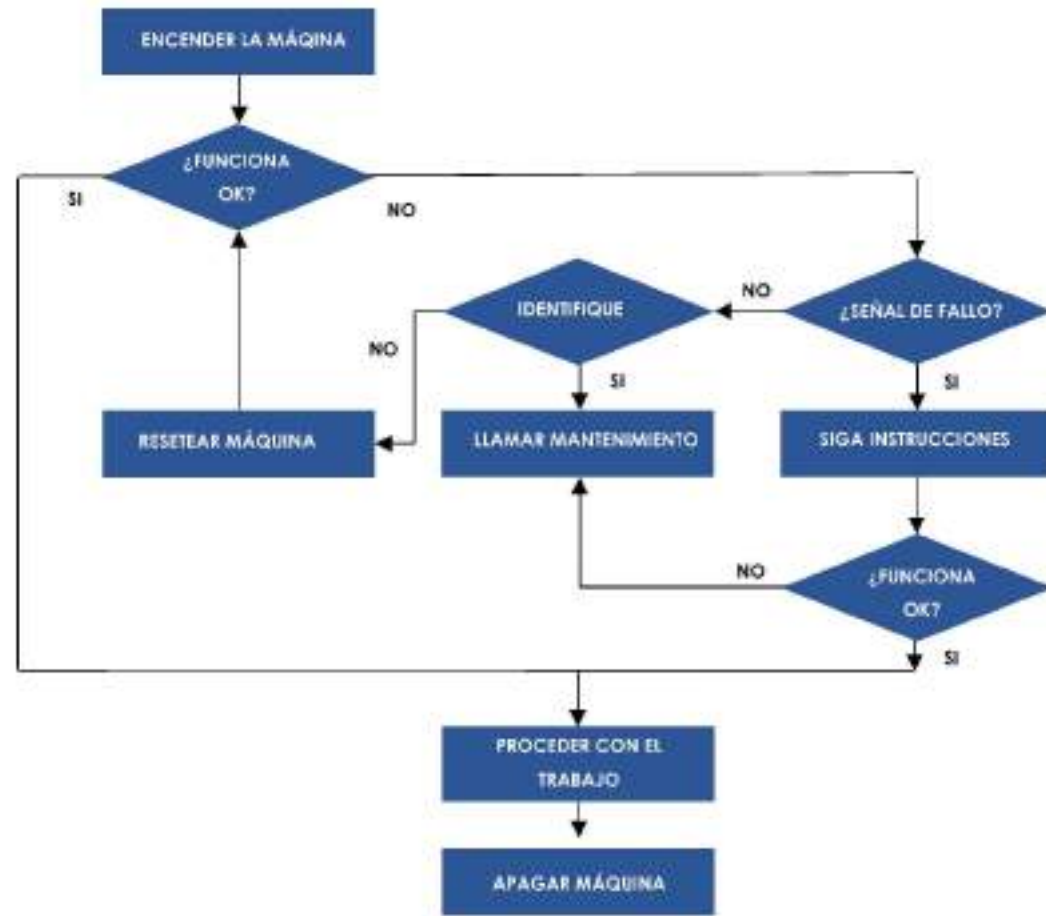 ENCENDER LA MÁQINA
¿FUNCIONA
OK?
SI
NO
IDENTIFIQUE
NO
¿SEÑAL DE FALLO?
NO
SI
SI
RESETEAR MÁQUINA
LLAMAR MANTENIMIENTO
SIGA INSTRUCCIONES
NO
¿FUNCIONA
OK?
SI
PROCEDER CON EL
TRABAJO
APAGAR MÁQUINA